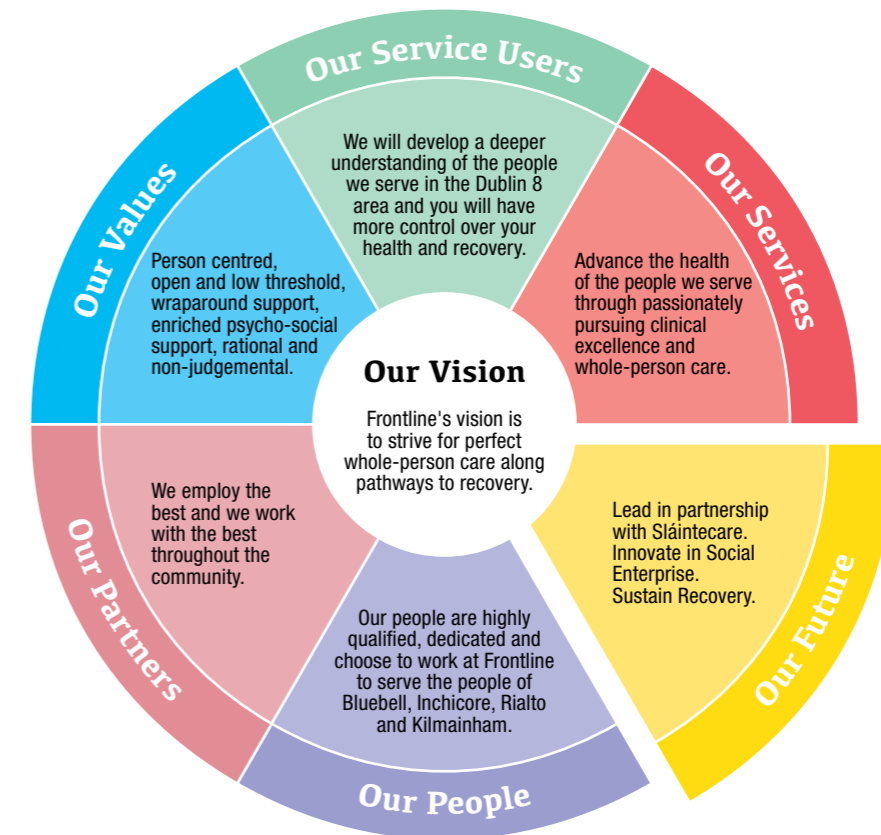 Our Service Users
We will develop a deeper
understanding of the people
we serve in the Dublin 8
area and you will have
more control over your
health and recovery.
Our Services
Advance the health
of the people we serve
through passionately
pursuing clinical
excellence and
whole-person care.
Our Future
Lead in partnership
with Sláintecare.
Innovate in Social
Enterprise.
Sustain Recovery.
Our People
Our people are highly
qualified, dedicated and
choose to work at Frontline
to serve the people of
Bluebell, Inchicore, Rialto
and Kilmainham.
Our Partners
We employ the
best and we work
with the best
throughout the
community.
Our Values
Person centred,
open and low threshold,
wraparound support,
enriched psycho-social
support, rational and
non-judgemental.
Our Vision
Frontline's vision is
to strive for perfect
whole-person care along
pathways to recovery.